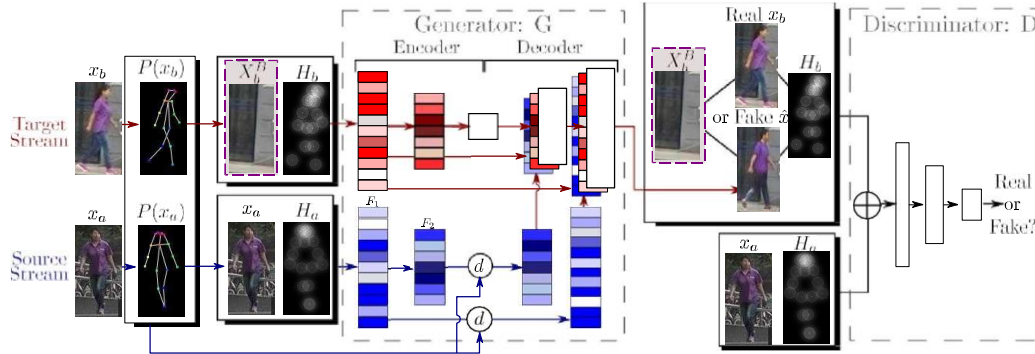 Generator: G
Encoder
Decoder
Real x_b
Discriminator: D
x_b
P(x_b)
X_b^B
H_b
X_b^B
H_b
Target
Stream
or Fake x̂
F_1
F_2
x_a
P(x_a)
x_a
H_a
Source
Stream
d
d
x_a
H_a
Real
or
Fake?